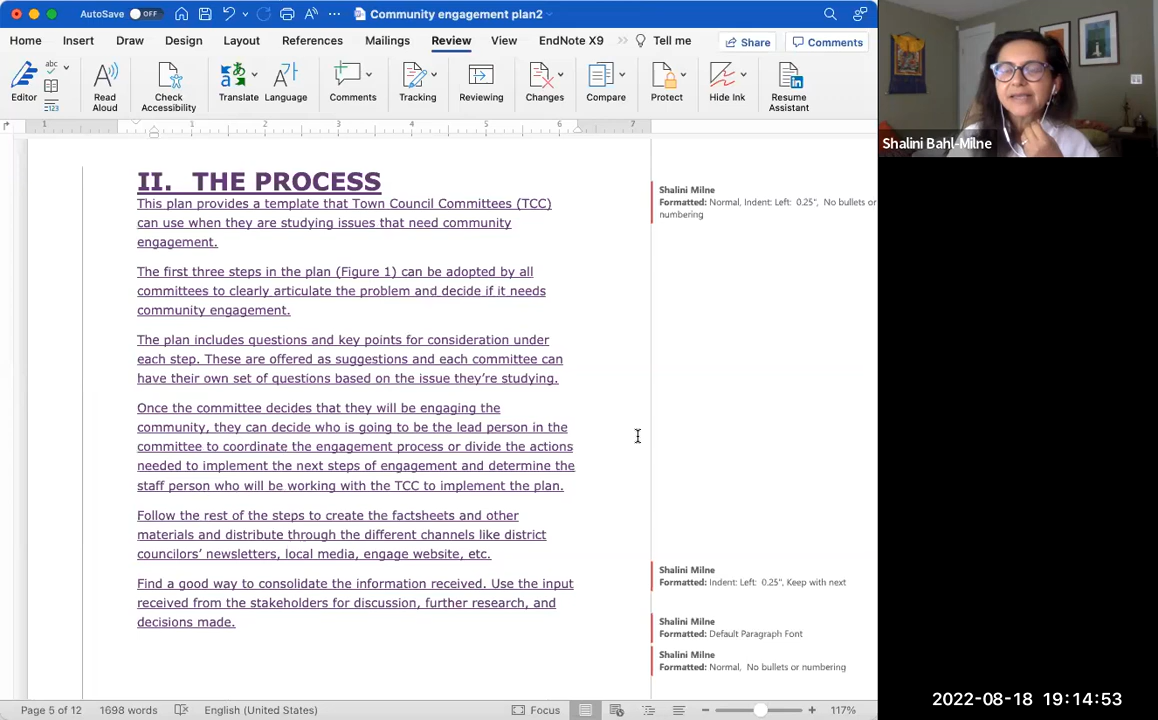 AutoSave OFF
Community engagement plan2
Home Insert Draw Design Layout References Mailings Review View EndNote X9 Tell me Share Comments
Editor
Read Aloud
Check Accessibility
Translate
Language
Comments
Tracking
Reviewing
Changes
Compare
Protect
Hide Ink
Resume Assistant
1 1 2 3 4 5 6 7
II. THE PROCESS
This plan provides a template that Town Council Committees (TCC)
can use when they are studying issues that need community
engagement.
The first three steps in the plan (Figure 1) can be adopted by all
committees to clearly articulate the problem and decide if it needs
community engagement.
The plan includes questions and key points for consideration under
each step. These are offered as suggestions and each committee can
have their own set of questions based on the issue they're studying.
Once the committee decides that they will be engaging the
community, they can decide who is going to be the lead person in the
committee to coordinate the engagement process or divide the actions
needed to implement the next steps of engagement and determine the
staff person who will be working with the TCC to implement the plan.
Follow the rest of the steps to create the factsheets and other
materials and distribute through the different channels like district
councilors' newsletters, local media, engage website, etc.
Find a good way to consolidate the information received. Use the input
received from the stakeholders for discussion, further research, and
decisions made.
Shalini Milne
Formatted: Normal, Indent: Left: 0.25", No bullets or
numbering
Shalini Milne
Formatted: Indent: Left: 0.25", Keep with next
Shalini Milne
Formatted: Default Paragraph Font
Shalini Milne
Formatted: Normal, No bullets or numbering
Page 5 of 12 1698 words English (United States) Focus 117%
Shalini Bahl-Milne
2022-08-18 19:14:53